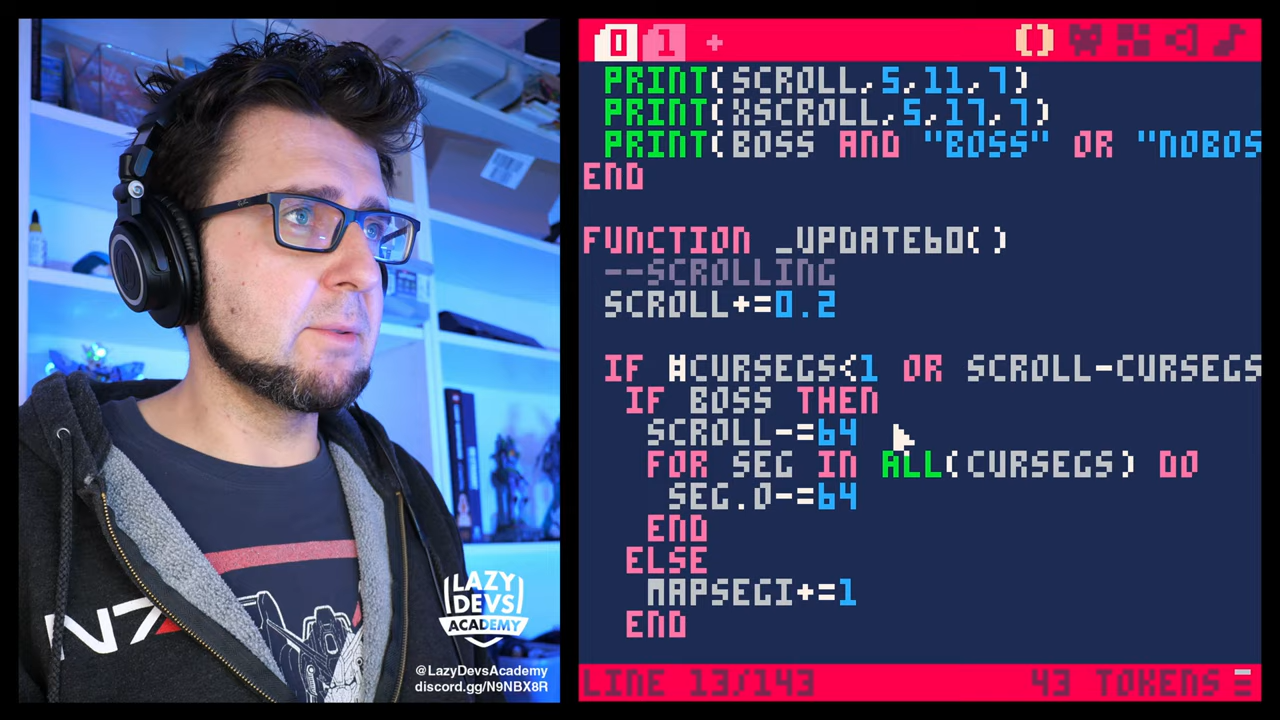 0 1 +
PRINT(SCROLL,5,11,7)
PRINT(XSCROLL,5,17,7)
PRINT(BOSS AND "BOSS" OR "NOBOS
END
FUNCTION _UPDATE60()
--SCROLLING
SCROLL+=0.2
IF #CURSEGS<1 OR SCROLL-CURSEGS
IF BOSS THEN
SCROLL-=64
FOR SEG IN ALL(CURSEGS) DO
SEG.O-=64
END
ELSE
MAPSEGI+=1
END
LINE 13/143 43 TOKENS
N7
LAZY
DEVS
ACADEMY
@LazyDevsAcademy
discord.gg/N9NBX8R